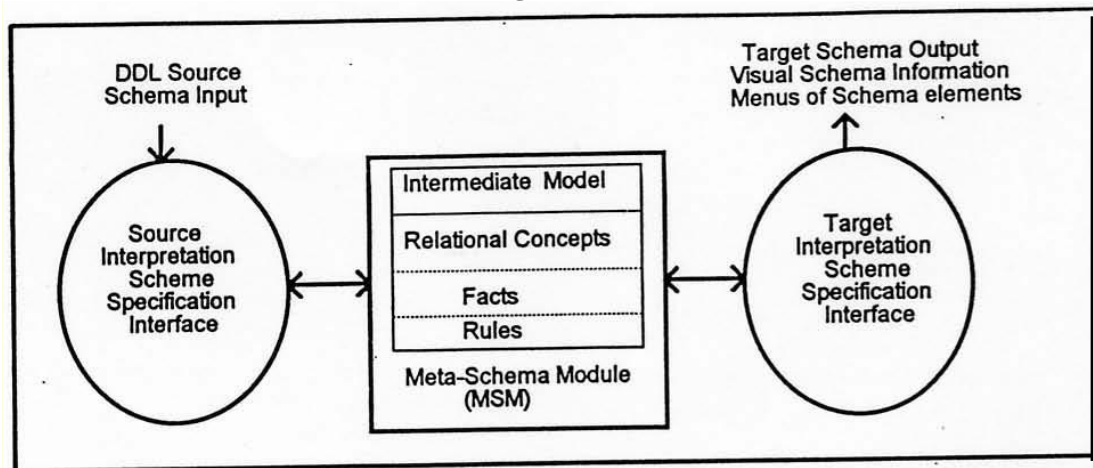 DDL Source
Schema Input
Target Schema Output
Visual Schema Information
Menus of Schema elements
Source
Interpretation
Scheme
Specification
Interface
Intermediate Model
Relational Concepts
Facts
Rules
Meta-Schema Module
(MSM)
Target
Interpretation
Scheme
Specification
Interface